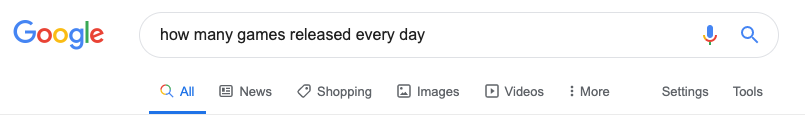 Google how many games released every day
All News Shopping Images Videos More Settings Tools